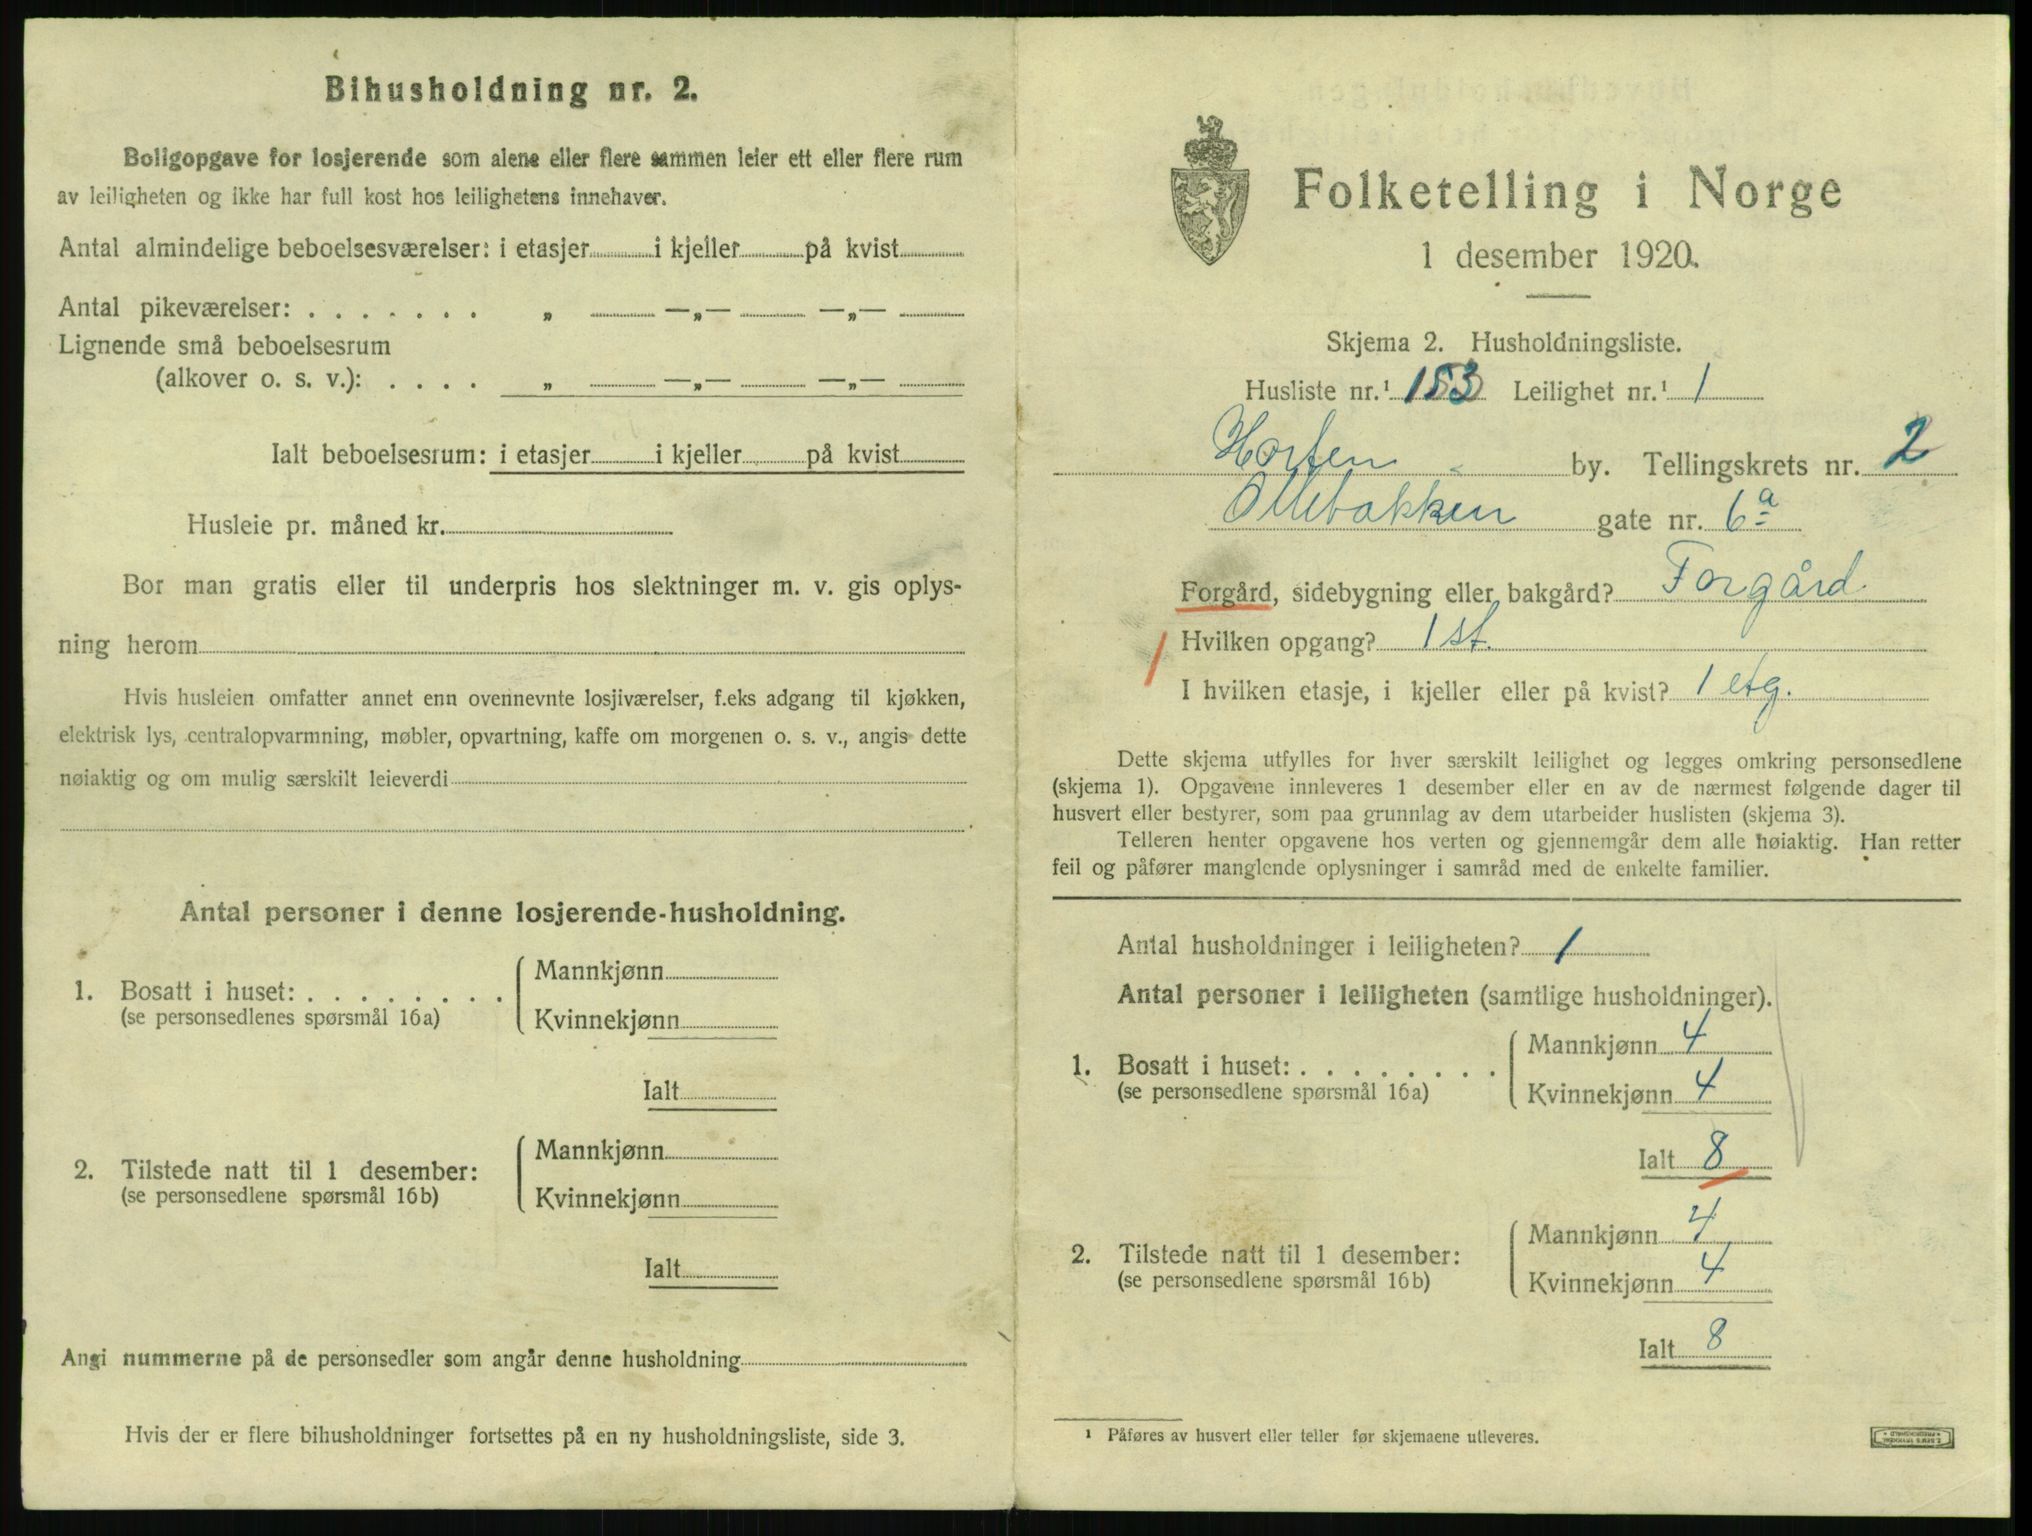 Bihusholdning nr. 2.
Boligopgave for losjerende som alene eller flere sammen leier ett eller flere rum
av leiligheten og ikke har full kost hos leilighetens innehaver.
Antal almindelige beboelsesværelser: i etasjer i kjeller på kvist
Antal pikeværelser: . . . . . . . „ —„— —„—
Lignende små beboelsesrum
(alkover o. s. v.): . . . . „ —„— —„—
Ialt beboelsesrum: i etasjer i kjeller på kvist
Husleie pr. måned kr.
Bor man gratis eller til underpris hos slektninger m. v. gis oplys-
ning herom
Hvis husleien omfatter annet enn ovennevnte losjiværelser, f.eks adgang til kjøkken,
elektrisk lys, centralopvarmning, møbler, opvartning, kaffe om morgenen o. s. v., angis dette
nøiaktig og om mulig særskilt leieverdi
Antal personer i denne losjerende-husholdning.
1. Bosatt i huset: . . . . . . . .
(se personsedlenes spørsmål 16a)
Mannkjønn
Kvinnekjønn
Ialt
2. Tilstede natt til 1 desember:
(se personsedlene spørsmål 16b)
Mannkjønn
Kvinnekjønn
Ialt
Angi nummerne på de personsedler som angår denne husholdning
Hvis der er flere bihusholdninger fortsettes på en ny husholdningsliste, side 3.
Folketelling i Norge
1 desember 1920.
Skjema 2. Husholdningsliste.
Husliste nr.¹ 153 Leilighet nr.¹ 1
Horten by. Tellingskrets nr. 2
Ollebakken gate nr. 6a
Forgård, sidebygning eller bakgård? Forgård
1 Hvilken opgang? 1 st.
I hvilken etasje, i kjeller eller på kvist? 1 etg.
Dette skjema utfylles for hver særskilt leilighet og legges omkring personsedlene
(skjema 1). Opgavene innleveres 1 desember eller en av de nærmest følgende dager til
husvert eller bestyrer, som paa grunnlag av dem utarbeider huslisten (skjema 3).
Telleren henter opgavene hos verten og gjennemgår dem alle høiaktig. Han retter
feil og påfører manglende oplysninger i samråd med de enkelte familier.
Antal husholdninger i leiligheten? 1
Antal personer i leiligheten (samtlige husholdninger).
1. Bosatt i huset: . . . . . . . .
(se personsedlene spørsmål 16a)
Mannkjønn 4
Kvinnekjønn 4
Ialt 8
2. Tilstede natt til 1 desember:
(se personsedlene spørsmål 16b)
Mannkjønn 4
Kvinnekjønn 4
Ialt 8
¹ Påføres av husvert eller teller før skjemaene utleveres.